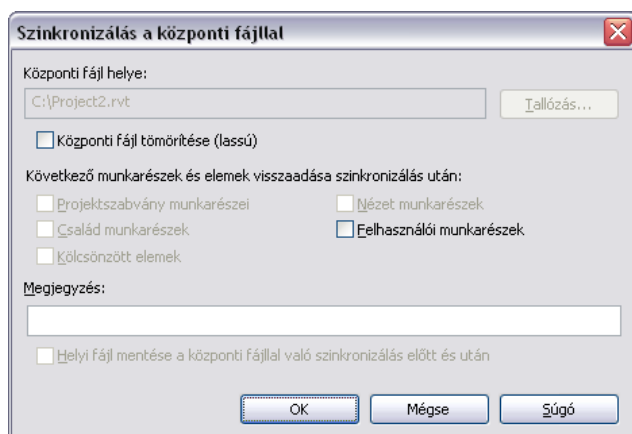 Szinkronizálás a központi fájllal
Központi fájl helye:
C:\Project2.rvt
Tallózás...
Központi fájl tömörítése (lassú)
Következő munkarészek és elemek visszaadása szinkronizálás után:
Projektszabvány munkarészei
Nézet munkarészek
Család munkarészek
Felhasználói munkarészek
Kölcsönzött elemek
Megjegyzés:
Helyi fájl mentése a központi fájllal való szinkronizálás előtt és után
OK
Mégse
Súgó